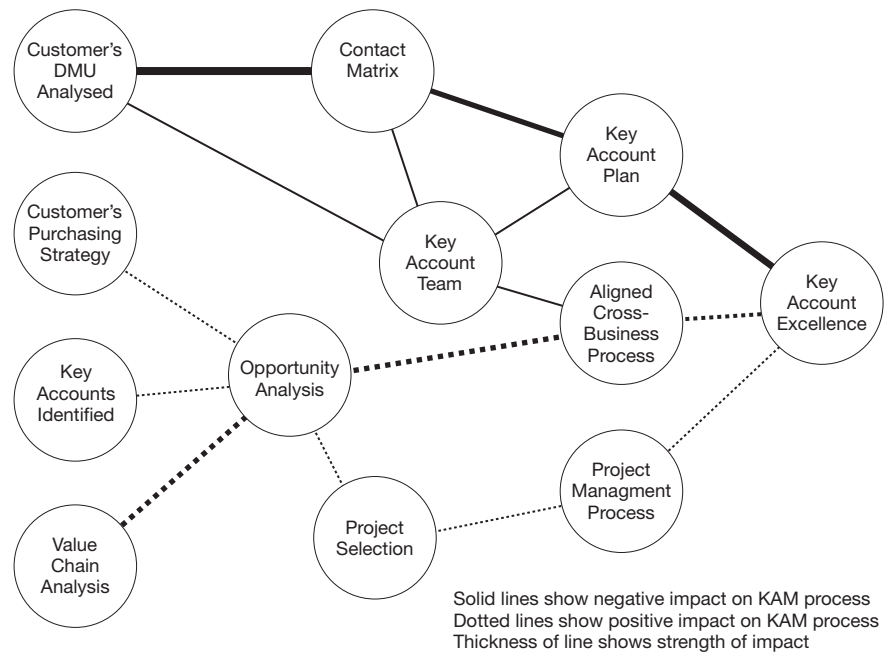 Customer's
DMU
Analysed
Contact
Matrix
Key
Account
Plan
Customer's
Purchasing
Strategy
Key
Account
Team
Aligned
Cross-
Business
Process
Key
Account
Excellence
Key
Accounts
Identified
Opportunity
Analysis
Value
Chain
Analysis
Project
Selection
Project
Managment
Process
Solid lines show negative impact on KAM process
Dotted lines show positive impact on KAM process
Thickness of line shows strength of impact